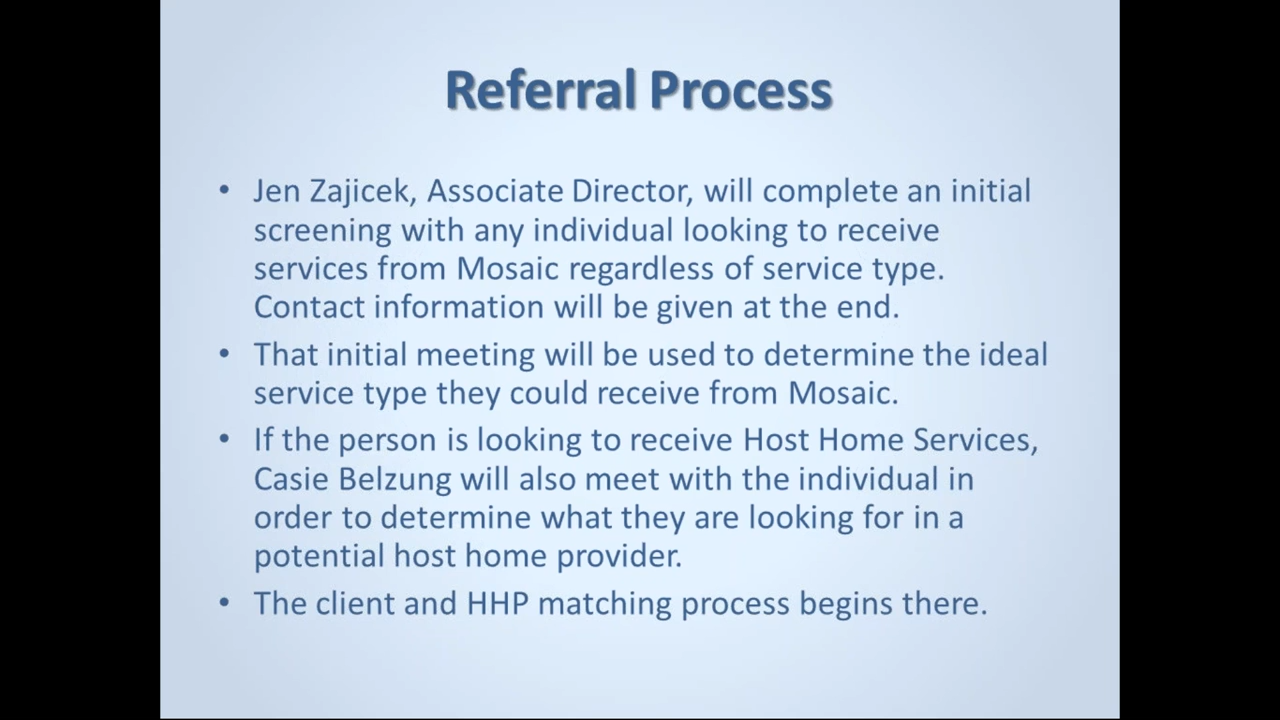 Referral Process
• Jen Zajicek, Associate Director, will complete an initial
screening with any individual looking to receive
services from Mosaic regardless of service type.
Contact information will be given at the end.
• That initial meeting will be used to determine the ideal
service type they could receive from Mosaic.
• If the person is looking to receive Host Home Services,
Casie Belzung will also meet with the individual in
order to determine what they are looking for in a
potential host home provider.
• The client and HHP matching process begins there.